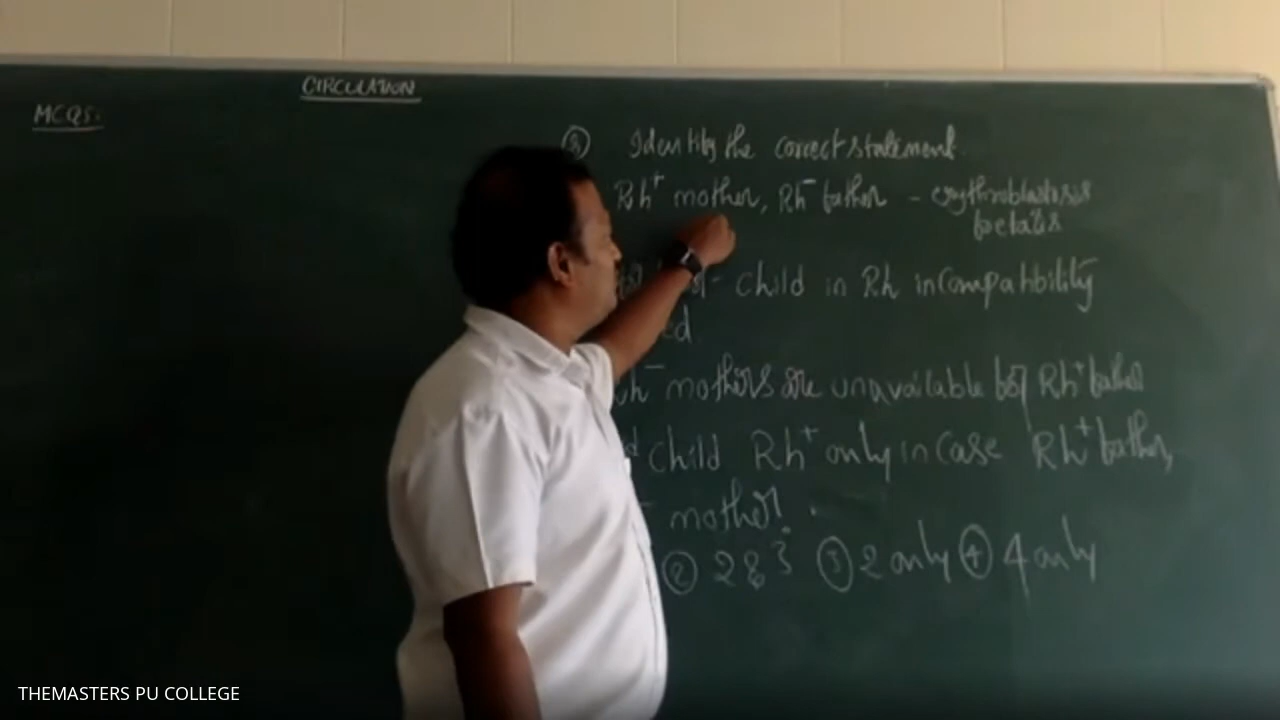 CIRCULATION
MCQS.
Identify the correct statement.
Rh+ mother, Rh- father - erythroblastosis
foetalis
child in Rh incompatibility
ed.
mothers are unavailable for Rh+ father
child Rh+ only in case Rh+ father,
mother.
② 2 & 3 ③ 2 only ④ 4 only
THEMASTERS PU COLLEGE